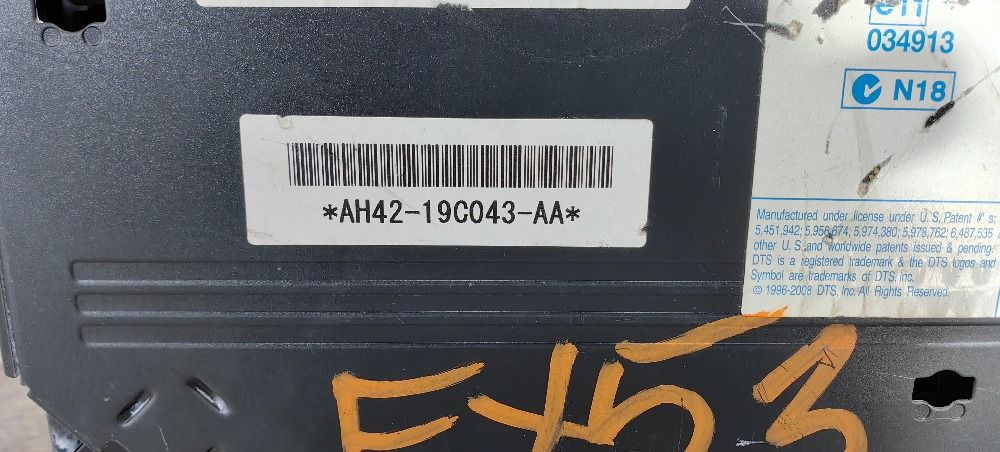 e11
034913
N18
*AH42-19C043-AA*
Manufactured under license under U.S. Patent #'s:
5,451,942; 5,956,674; 5,974,380; 5,978,762; 6,487,535
other U.S. and worldwide patents issued & pending.
DTS is a registered trademark & the DTS logos and
Symbol are trademarks of DTS, Inc.
© 1996-2008 DTS, Inc. All Rights Reserved.